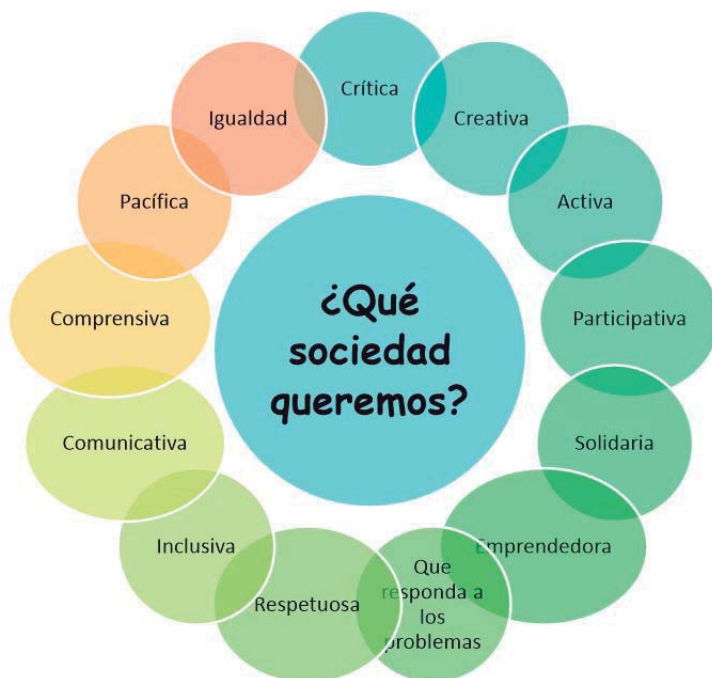 ¿Qué
sociedad
queremos?
Crítica
Creativa
Activa
Participativa
Solidaria
Emprendedora
Que
responda a
los
problemas
Respetuosa
Inclusiva
Comunicativa
Comprensiva
Pacífica
Igualdad